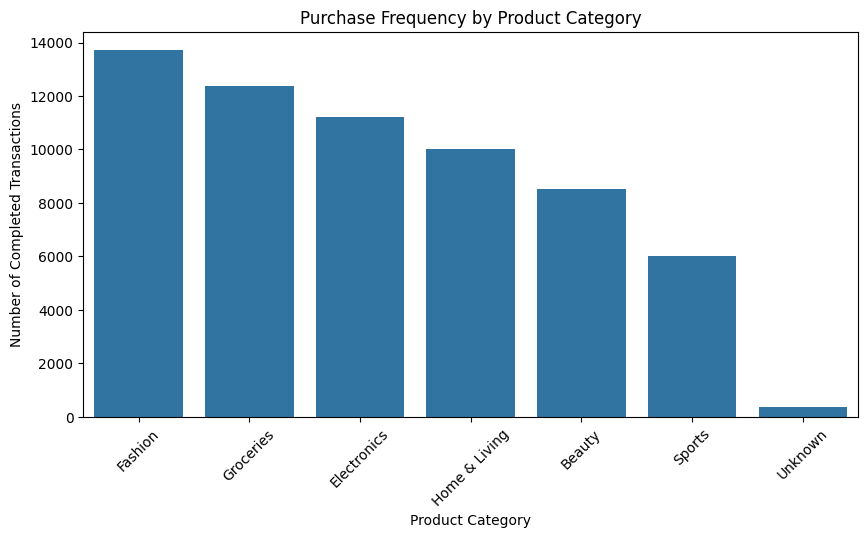 Purchase Frequency by Product Category
Number of Completed Transactions
14000
12000
10000
8000
6000
4000
2000
0
Fashion
Groceries
Electronics
Home & Living
Beauty
Sports
Unknown
Product Category